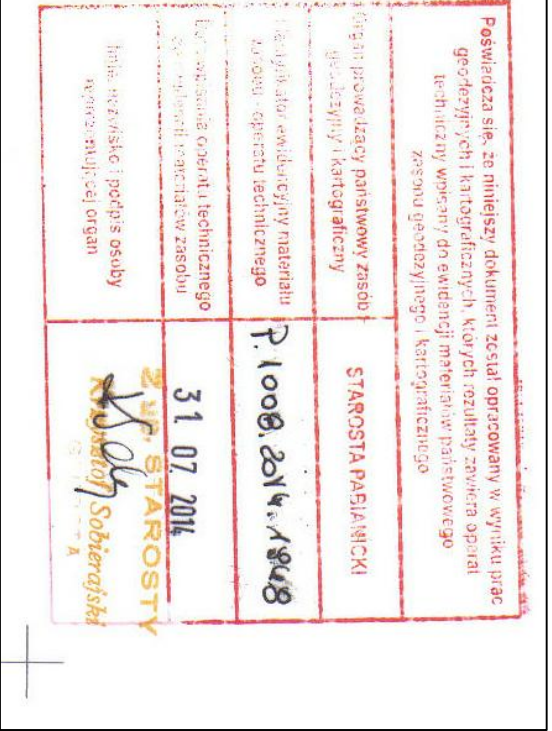 Poświadcza się, że niniejszy dokument został opracowany w wyniku prac
geodezyjnych i kartograficznych, których rezultaty zawiera operat
techniczny wpisany do ewidencji materiałów państwowego
zasobu geodezyjnego i kartograficznego
Organ prowadzący państwowy zasób
geodezyjny i kartograficzny
STAROSTA PABIANICKI
Identyfikator ewidencyjny materiału
zasobu - operatu technicznego
P.1008.2014.1948
Data wpisania operatu technicznego
do ewidencji materiałów zasobu
31. 07. 2014
Imię, nazwisko i podpis osoby
reprezentującej organ
Z up. STAROSTY
Krzysztof Sobierajski